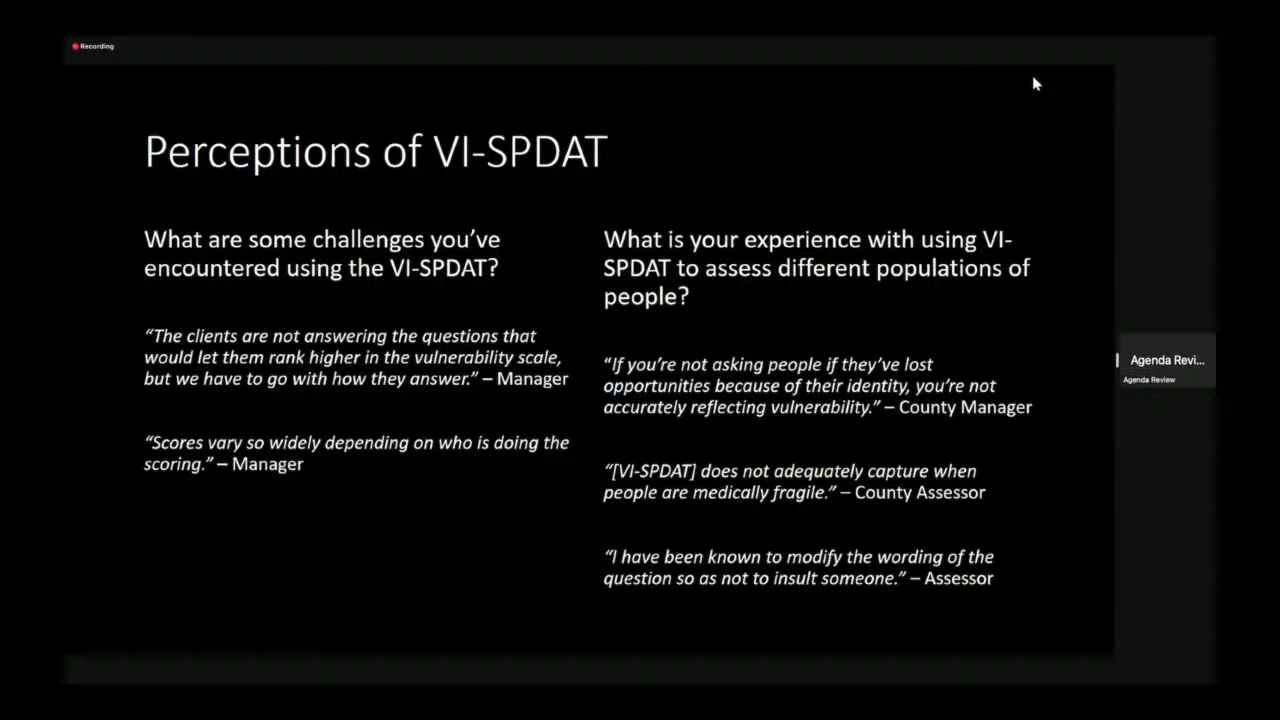 Recording
Perceptions of VI-SPDAT
What are some challenges you’ve
encountered using the VI-SPDAT?
“The clients are not answering the questions that
would let them rank higher in the vulnerability scale,
but we have to go with how they answer.” – Manager
“Scores vary so widely depending on who is doing the
scoring.” – Manager
What is your experience with using VI-
SPDAT to assess different populations of
people?
“If you’re not asking people if they’ve lost
opportunities because of their identity, you’re not
accurately reflecting vulnerability.” – County Manager
“[VI-SPDAT] does not adequately capture when
people are medically fragile.” – County Assessor
“I have been known to modify the wording of the
question so as not to insult someone.” – Assessor
Agenda Revi...
Agenda Review